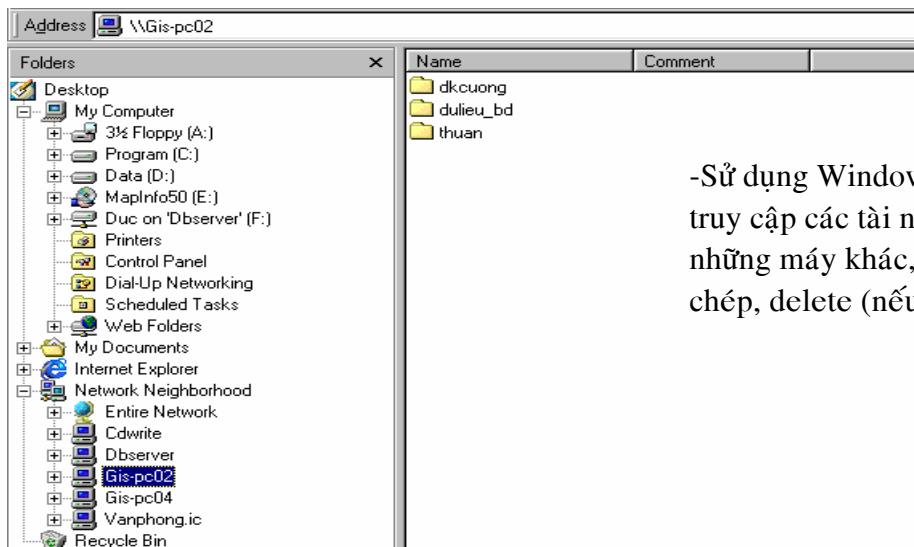 Address \\Gis-pc02
Folders
Desktop
My Computer
3½ Floppy (A:)
Program (C:)
Data (D:)
MapInfo50 (E:)
Duc on 'Dbserver' (F:)
Printers
Control Panel
Dial-Up Networking
Scheduled Tasks
Web Folders
My Documents
Internet Explorer
Network Neighborhood
Entire Network
Cdwrite
Dbserver
Gis-pc02
Gis-pc04
Vanphong.ic
Recycle Bin
Name Comment
dkcuong
dulieu_bd
thuan
-Sử dụng
truy cập các tài
những máy khác,
chép, delete (nếu